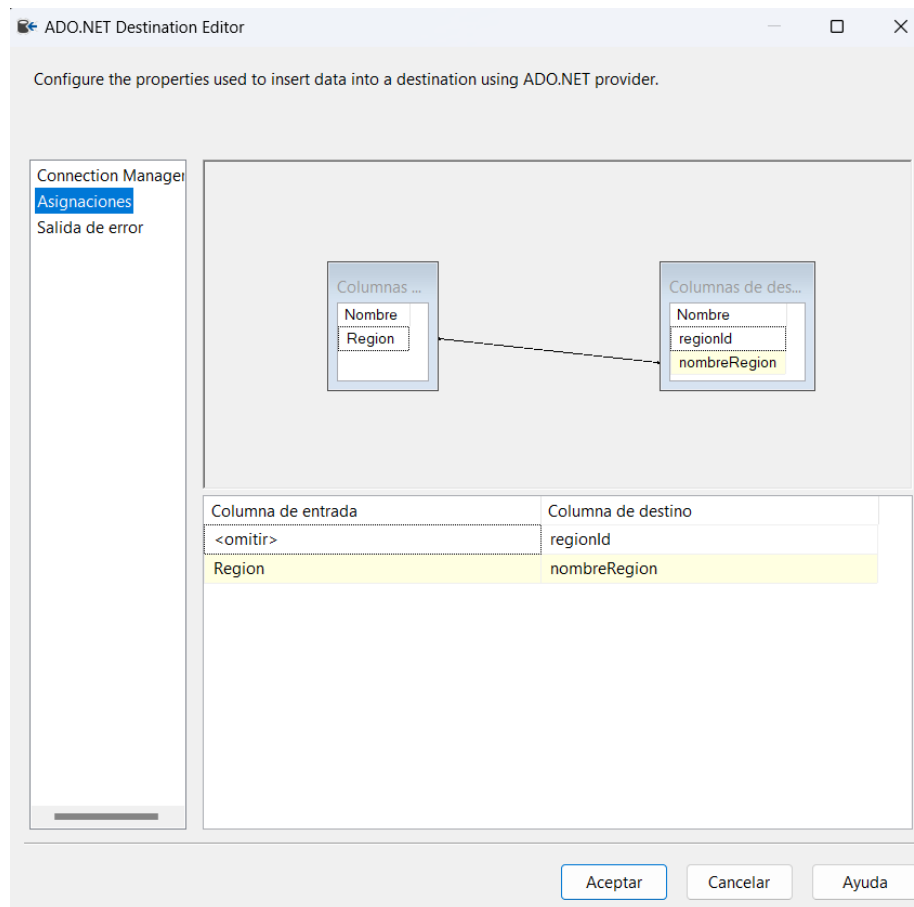 ADO.NET Destination Editor
Configure the properties used to insert data into a destination using ADO.NET provider.
Connection Manager
Asignaciones
Salida de error
Columnas ...
Nombre
Region
Columnas de des...
Nombre
regionId
nombreRegion
Columna de entrada Columna de destino
<omitir> regionId
Region nombreRegion
Aceptar Cancelar Ayuda